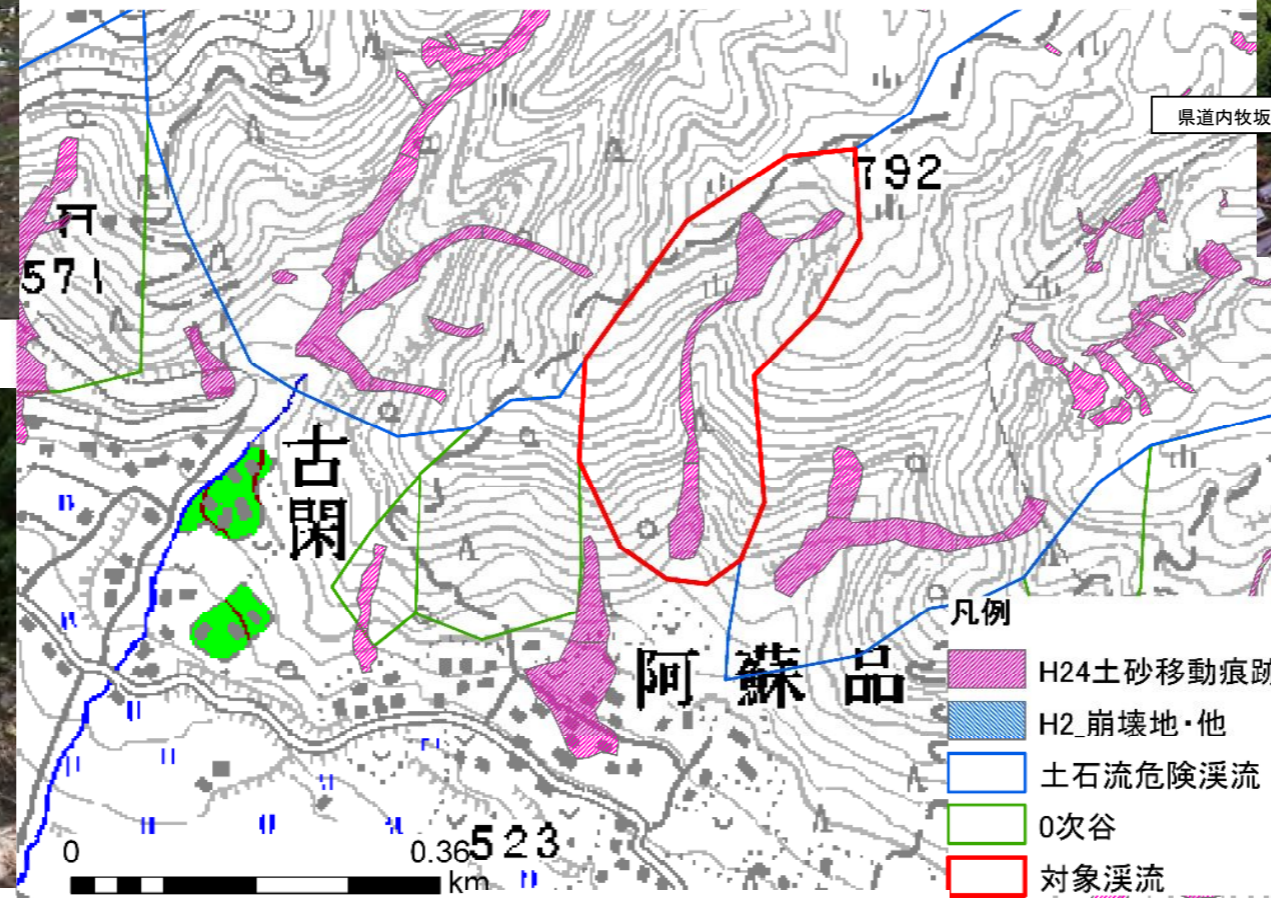 県道内牧坂
792
571
古閑
阿蘇品
凡例
H24土砂移動痕跡
H2_崩壊地・他
土石流危険渓流
0次谷
対象渓流
523
0 0.36
km